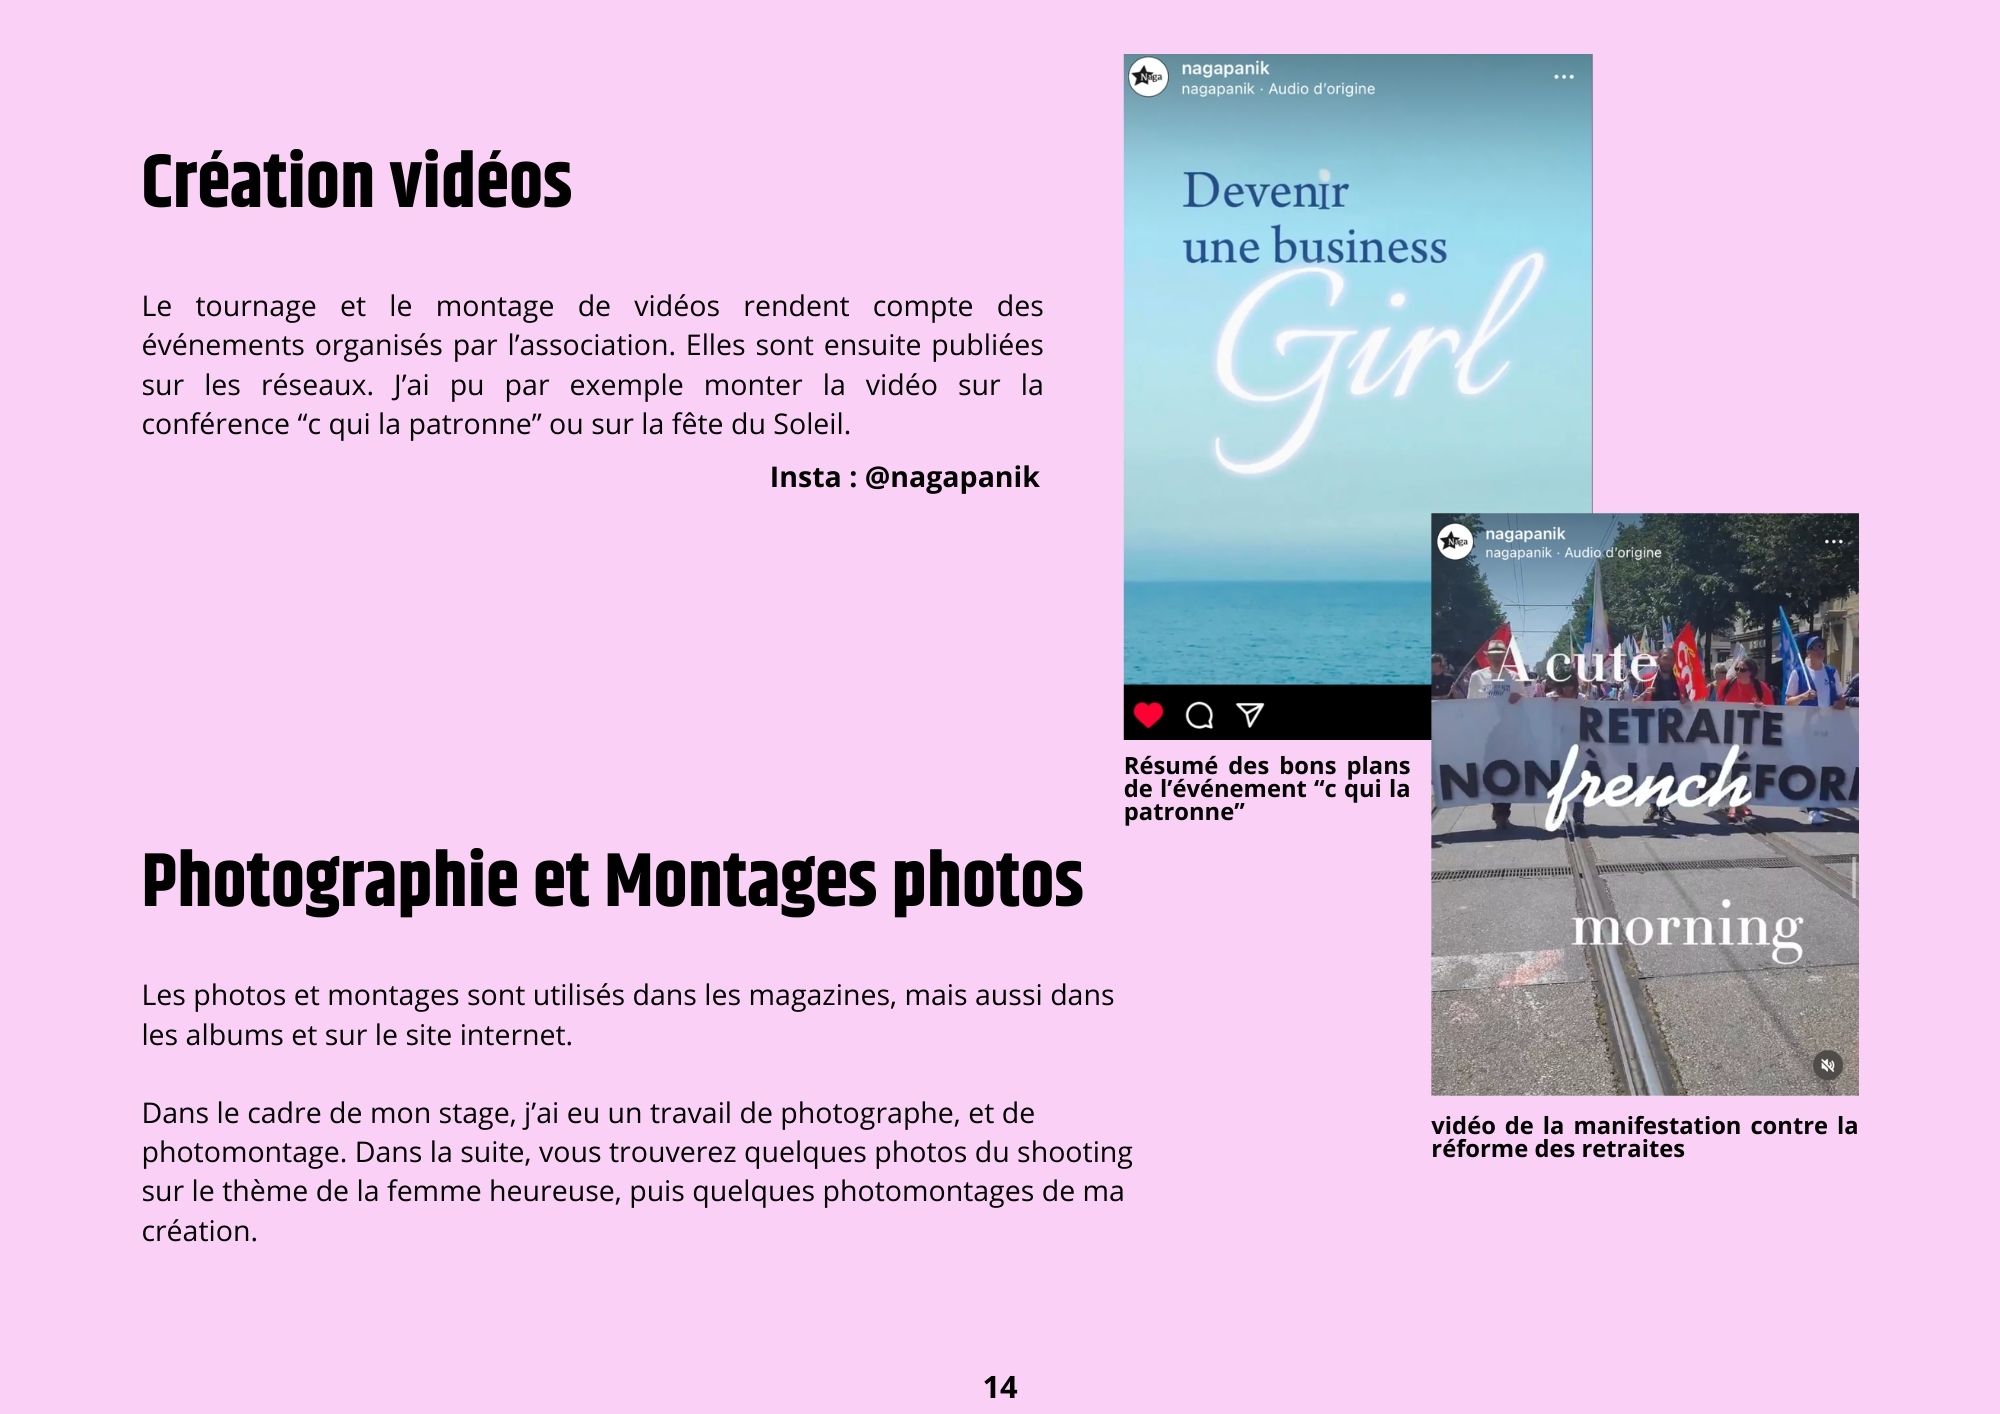 Création vidéos
Le tournage et le montage de vidéos rendent compte des
événements organisés par l’association. Elles sont ensuite publiées
sur les réseaux. J’ai pu par exemple monter la vidéo sur la
conférence “c qui la patronne” ou sur la fête du Soleil.
Insta : @nagapanik
Naga
nagapanik
nagapanik · Audio d’origine
Devenir
une business
Girl
Résumé des bons plans
de l’événement “c qui la
patronne”
Naga
nagapanik
nagapanik · Audio d’origine
A cute
RETRAITE
NON À LA RÉFOR
french
morning
vidéo de la manifestation contre la
réforme des retraites
Photographie et Montages photos
Les photos et montages sont utilisés dans les magazines, mais aussi dans
les albums et sur le site internet.
Dans le cadre de mon stage, j’ai eu un travail de photographe, et de
photomontage. Dans la suite, vous trouverez quelques photos du shooting
sur le thème de la femme heureuse, puis quelques photomontages de ma
création.
14